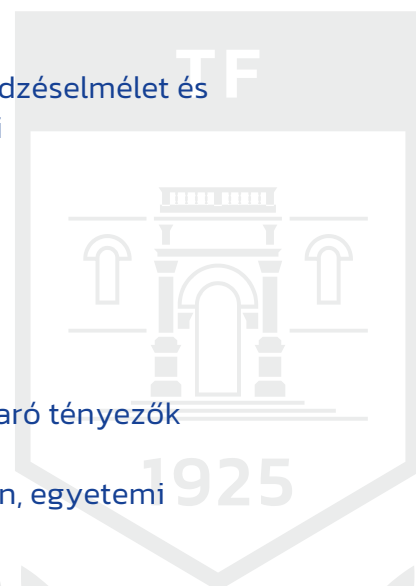 TF
dzéselmélet és
i
aró tényezők
1925
n, egyetemi